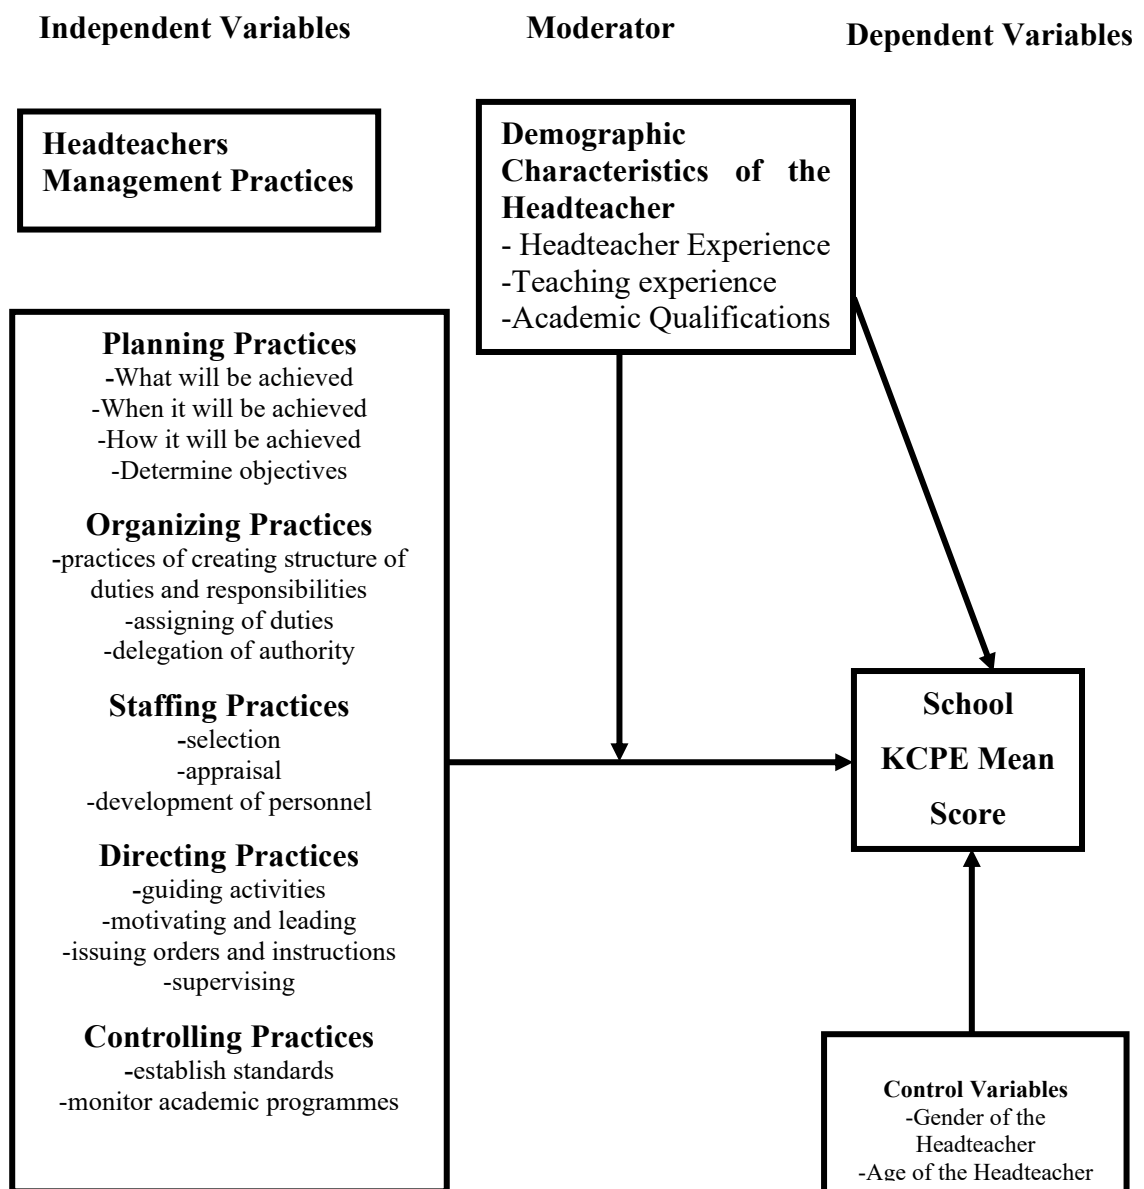 Independent Variables
Moderator
Dependent Variables
Headteachers
Management Practices
Demographic
Characteristics of the
Headteacher
- Headteacher Experience
-Teaching experience
-Academic Qualifications
Planning Practices
-What will be achieved
-When it will be achieved
-How it will be achieved
-Determine objectives
Organizing Practices
-practices of creating structure of
duties and responsibilities
-assigning of duties
-delegation of authority
Staffing Practices
-selection
-appraisal
-development of personnel
Directing Practices
-guiding activities
-motivating and leading
-issuing orders and instructions
-supervising
Controlling Practices
-establish standards
-monitor academic programmes
School
KCPE Mean
Score
Control Variables
-Gender of the
Headteacher
-Age of the Headteacher